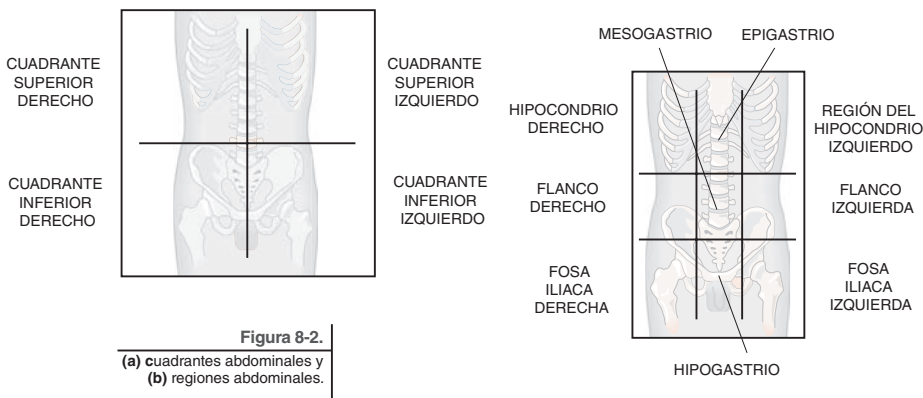 CUADRANTE
SUPERIOR
DERECHO
CUADRANTE
SUPERIOR
IZQUIERDO
CUADRANTE
INFERIOR
DERECHO
CUADRANTE
INFERIOR
IZQUIERDO
Figura 8-2.
(a) cuadrantes abdominales y
(b) regiones abdominales.
MESOGASTRIO
EPIGASTRIO
HIPOCONDRIO
DERECHO
REGIÓN DEL
HIPOCONDRIO
IZQUIERDO
FLANCO
DERECHO
FLANCO
IZQUIERDA
FOSA
ILIACA
DERECHA
FOSA
ILIACA
IZQUIERDA
HIPOGASTRIO